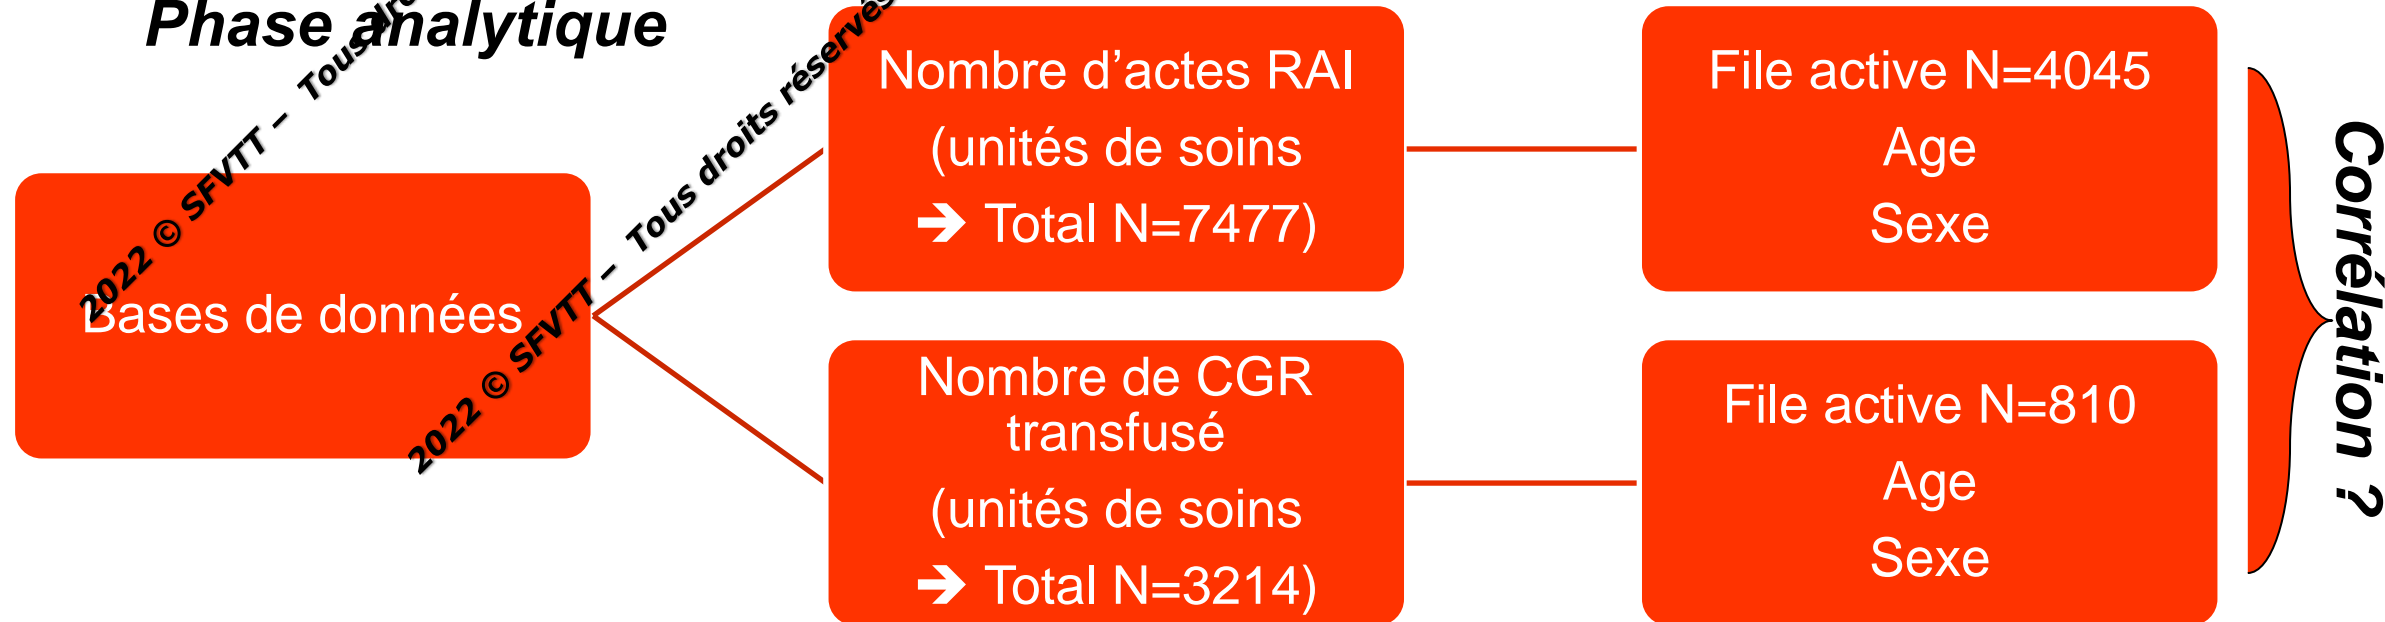 Phase analytique
Bases de données
Nombre d'actes RAI
(unités de soins
➔ Total N=7477)
File active N=4045
Age
Sexe
Nombre de CGR
transfusé
(unités de soins
➔ Total N=3214)
File active N=810
Age
Sexe
Corrélation ?
2022 © SFVTT – Tous
2022 © SFVTT – Tous droits réservés